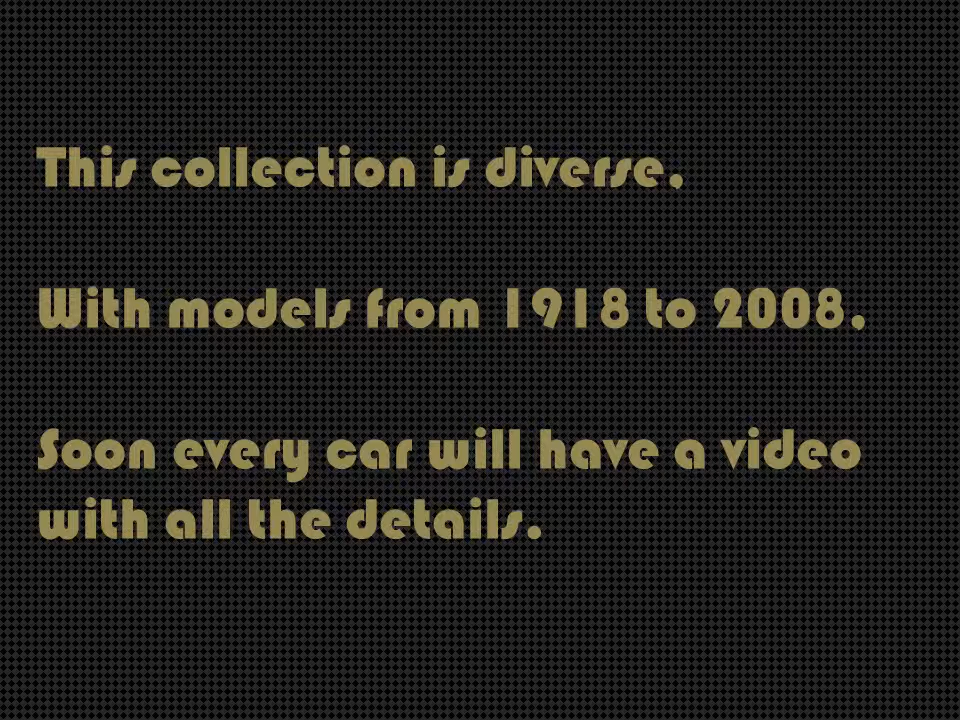 This collection is diverse,
With models from 1918 to 2008,
Soon every car will have a video
with all the details.